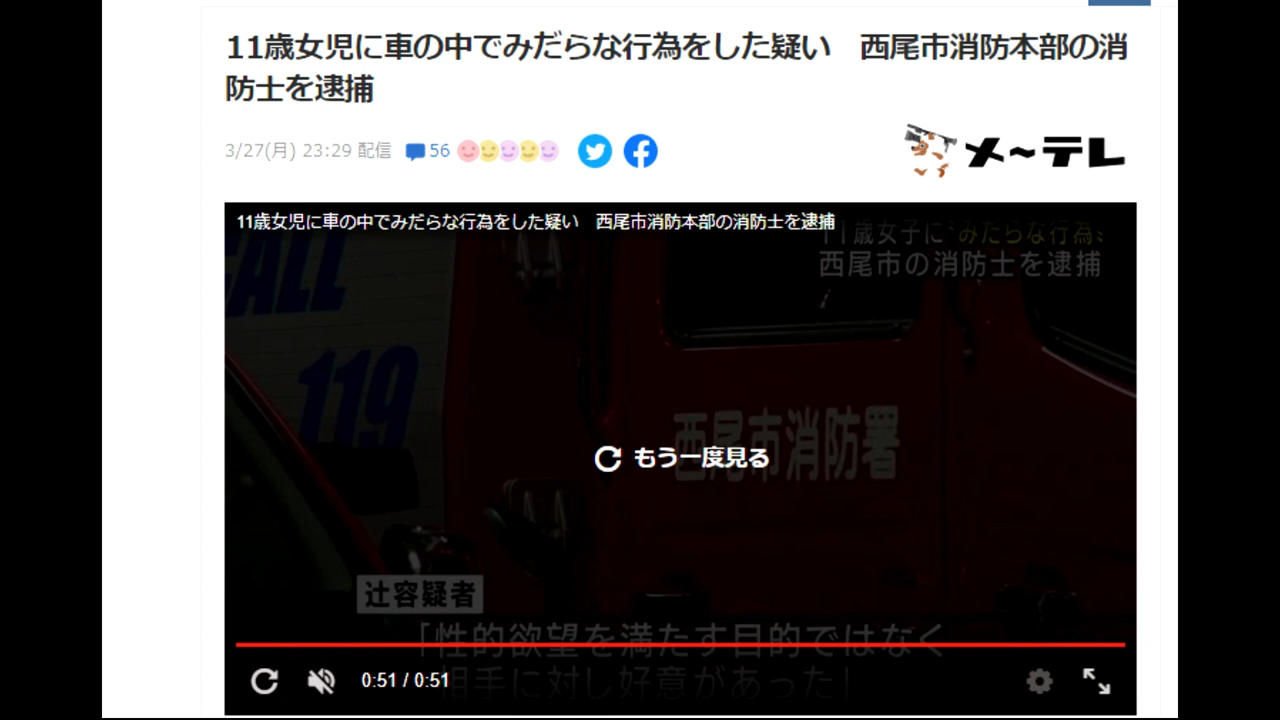 11歳女児に車の中でみだらな行為をした疑い　西尾市消防本部の消
防士を逮捕
3/27(月) 23:29 配信 56
メ～テレ
11歳女児に車の中でみだらな行為をした疑い　西尾市消防本部の消防士を逮捕
11歳女子に“みだらな行為”
西尾市の消防士を逮捕
CALL
119
西尾市消防署
もう一度見る
辻容疑者
「性的欲望を満たす目的ではなく
相手に対し好意があった」
0:51 / 0:51